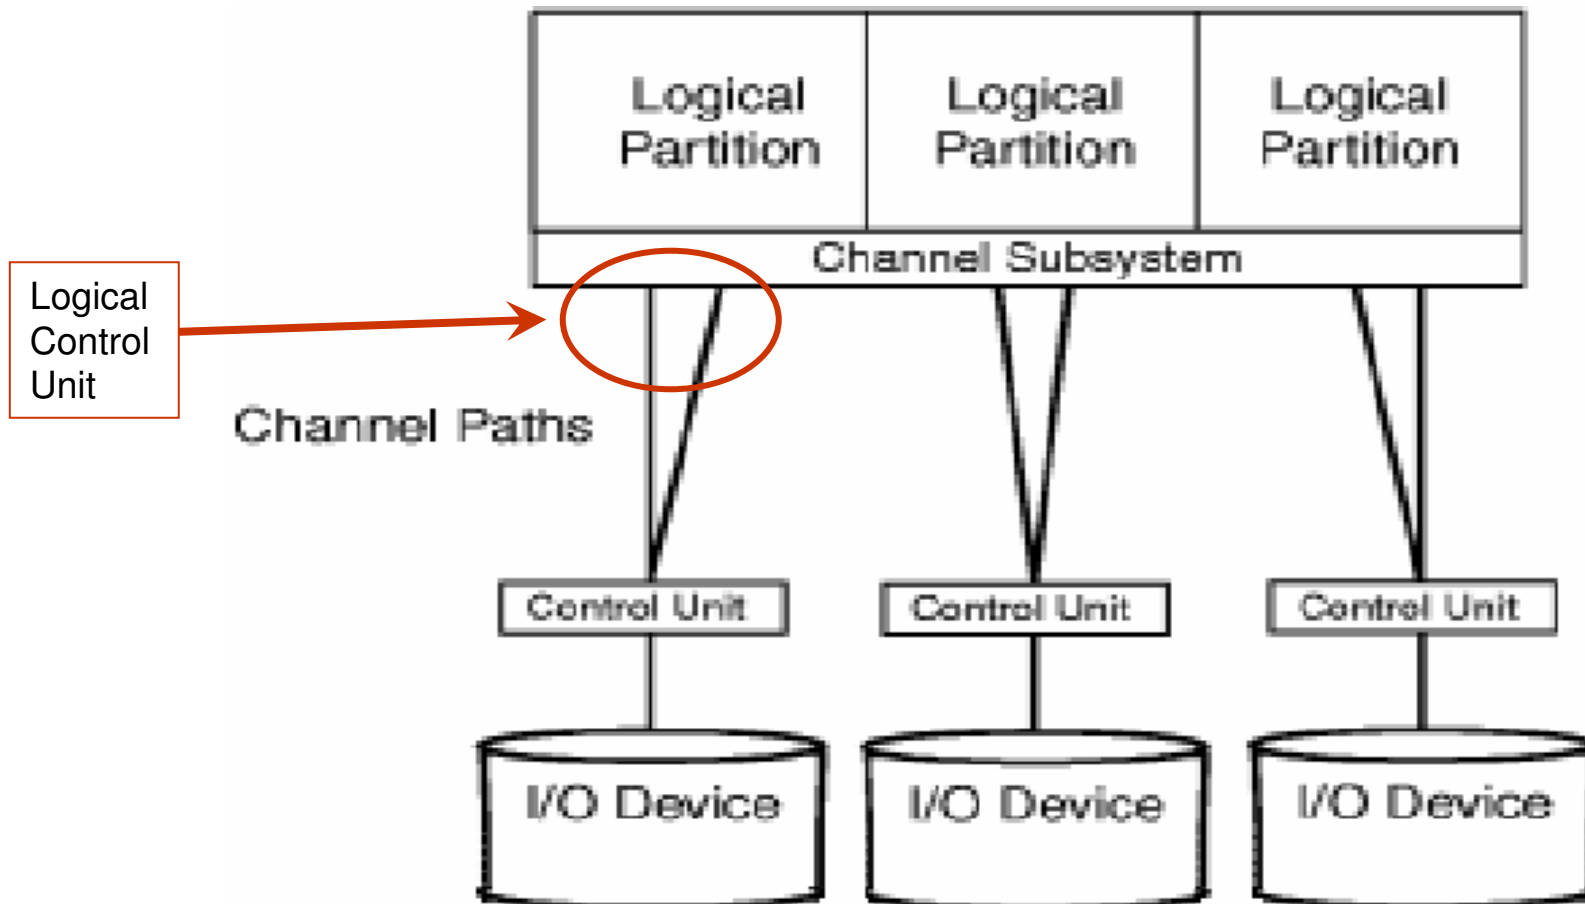 Logical
Partition
Logical
Partition
Logical
Partition
Channel Subsystem
Logical
Control
Unit
Channel Paths
Control Unit
Control Unit
Control Unit
I/O Device
I/O Device
I/O Device